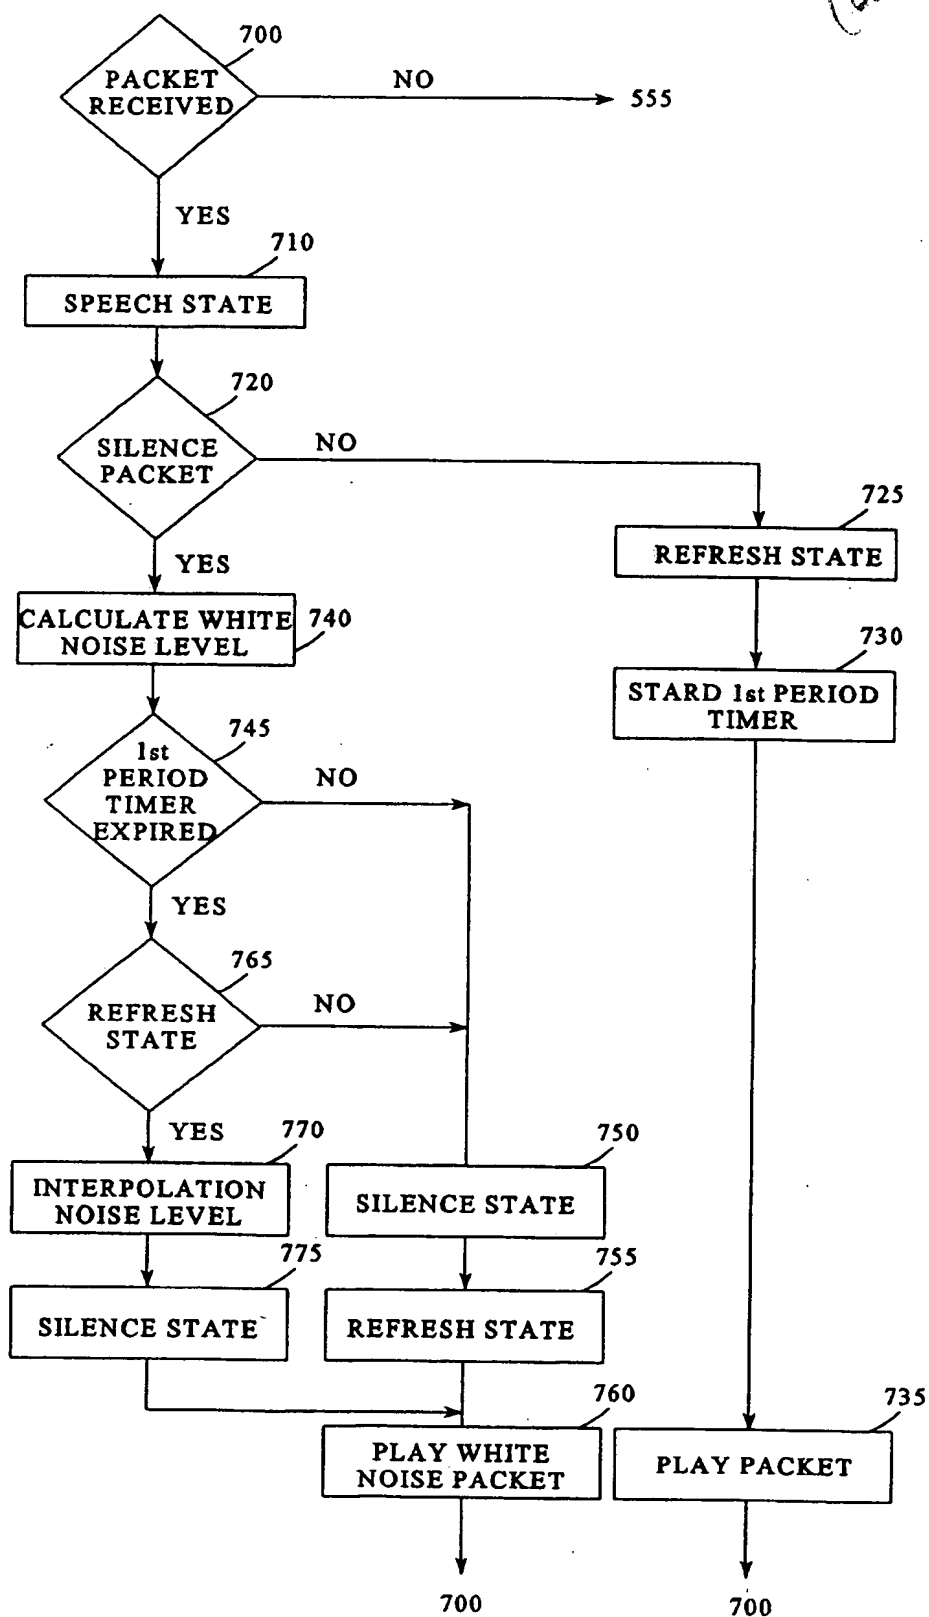 700
PACKET
RECEIVED
NO
555
YES
710
SPEECH STATE
720
SILENCE
PACKET
NO
725
REFRESH STATE
YES
CALCULATE WHITE
NOISE LEVEL
740
730
STARD 1st PERIOD
TIMER
745
1st
PERIOD
TIMER
EXPIRED
NO
YES
765
REFRESH
STATE
NO
YES
770
INTERPOLATION
NOISE LEVEL
750
SILENCE STATE
775
SILENCE STATE
755
REFRESH STATE
760
PLAY WHITE
NOISE PACKET
735
PLAY PACKET
700
700